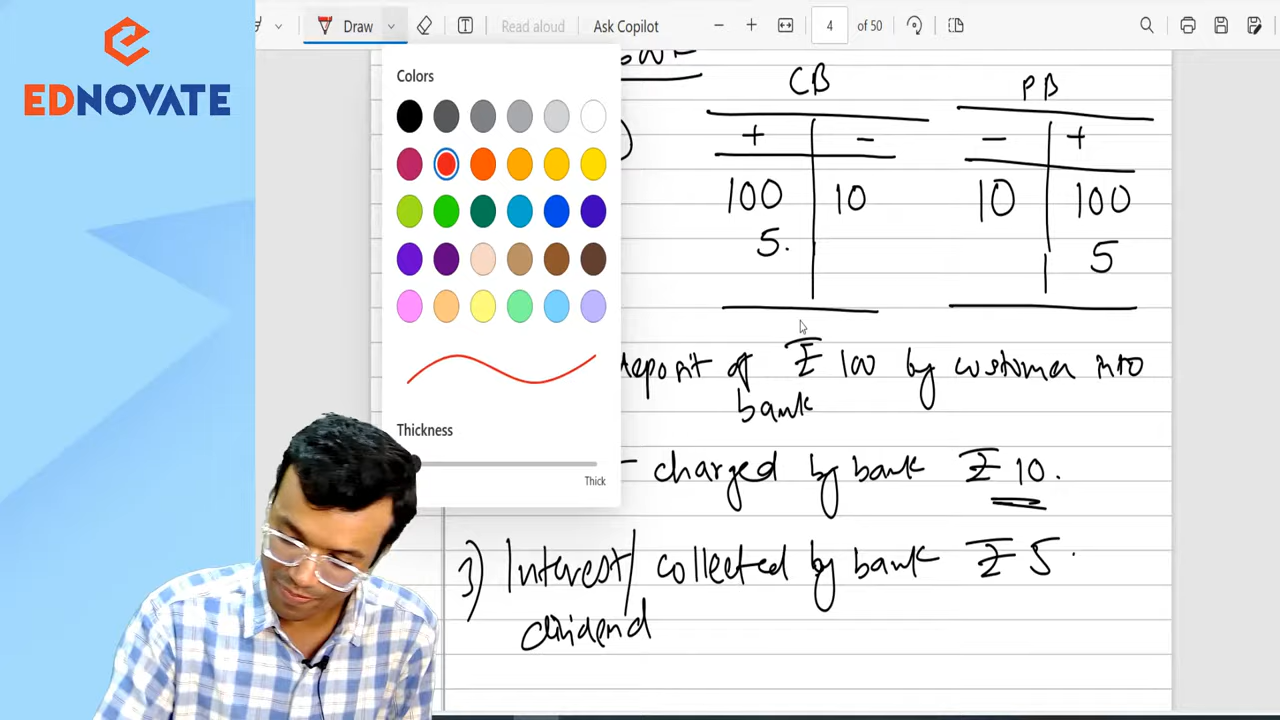 EDNOVATE
Draw
Read aloud
Ask Copilot
4 of 50
Colors
Thickness
Thick
CB
PB
+ -
- +
100 10
10 100
5.
5
deposit of ₹ 100 by customer into
bank
charged by bank ₹ 10.
3) Interest/ collected by bank ₹ 5.
dividend